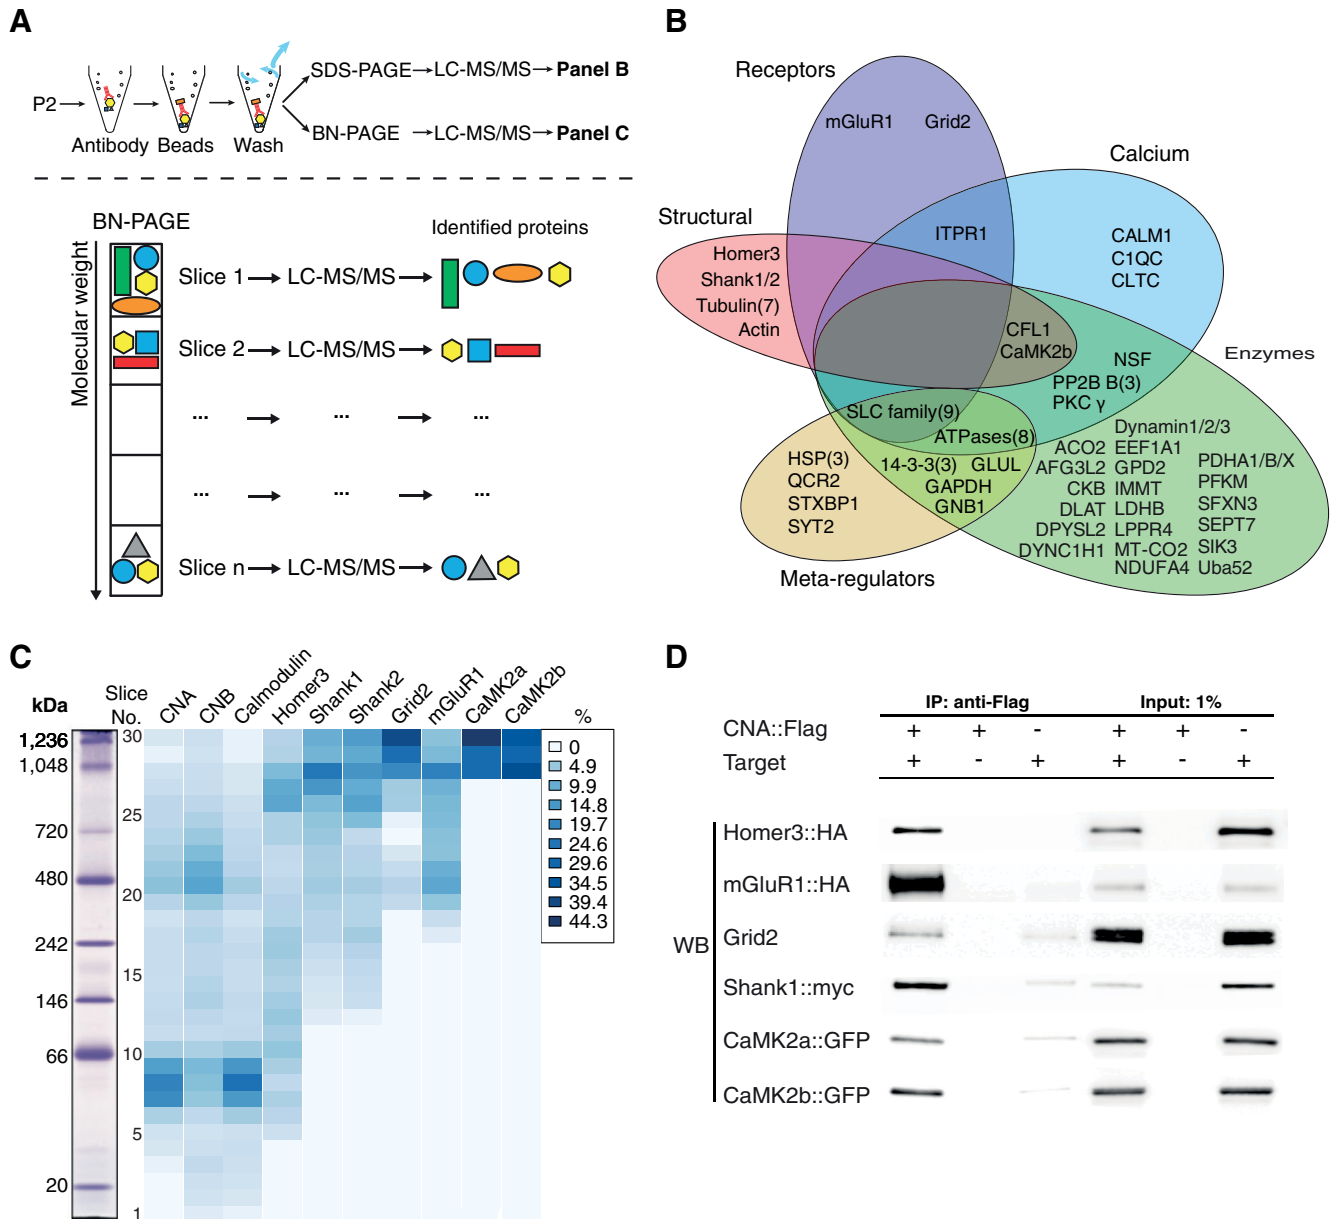 A
P2
Antibody
Beads
Wash
SDS-PAGE
LC-MS/MS
Panel B
BN-PAGE
LC-MS/MS
Panel C
BN-PAGE
Molecular weight
Identified proteins
Slice 1
LC-MS/MS
Slice 2
LC-MS/MS
...
...
...
...
...
...
Slice n
LC-MS/MS
B
Receptors
mGluR1
Grid2
Calcium
Structural
ITPR1
CALM1
C1QC
CLTC
Homer3
Shank1/2
Tubulin(7)
Actin
CFL1
CaMK2b
NSF
Enzymes
PP2B B(3)
PKC γ
SLC family(9)
ATPases(8)
HSP(3)
QCR2
STXBP1
SYT2
14-3-3(3)
GLUL
GAPDH
GNB1
Dynamin1/2/3
ACO2
AFG3L2
CKB
DLAT
DPYSL2
DYNC1H1
EEF1A1
GPD2
IMMT
LDHB
LPPR4
MT-CO2
NDUFA4
PDHA1/B/X
PFKM
SFXN3
SEPT7
SIK3
Uba52
Meta-regulators
C
kDa
Slice
No.
CNA
CNB
Calmodulin
Homer3
Shank1
Shank2
Grid2
mGluR1
CaMK2a
CaMK2b
%
1,236
1,048
720
480
242
146
66
20
30
25
20
15
10
5
1
0
4.9
9.9
14.8
19.7
24.6
29.6
34.5
39.4
44.3
D
IP: anti-Flag
Input: 1%
CNA::Flag + + - + + -
Target + - + + - +
WB
Homer3::HA
mGluR1::HA
Grid2
Shank1::myc
CaMK2a::GFP
CaMK2b::GFP